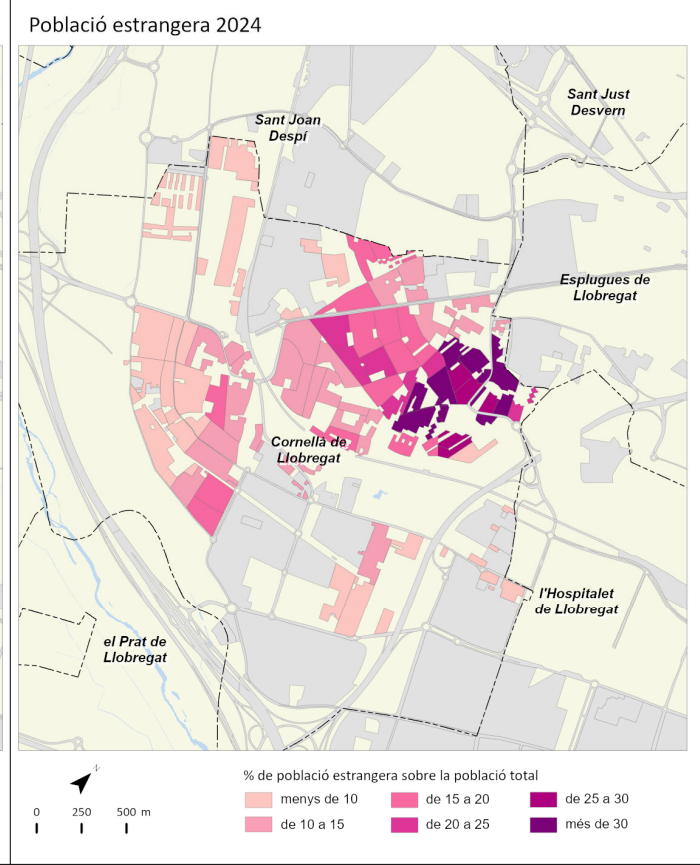 Població estrangera 2024
Sant Just
Desvern
Sant Joan
Despí
Esplugues de
Llobregat
Cornellà de
Llobregat
l'Hospitalet
de Llobregat
el Prat de
Llobregat
N
0 250 500 m
% de població estrangera sobre la població total
menys de 10
de 15 a 20
de 25 a 30
de 10 a 15
de 20 a 25
més de 30